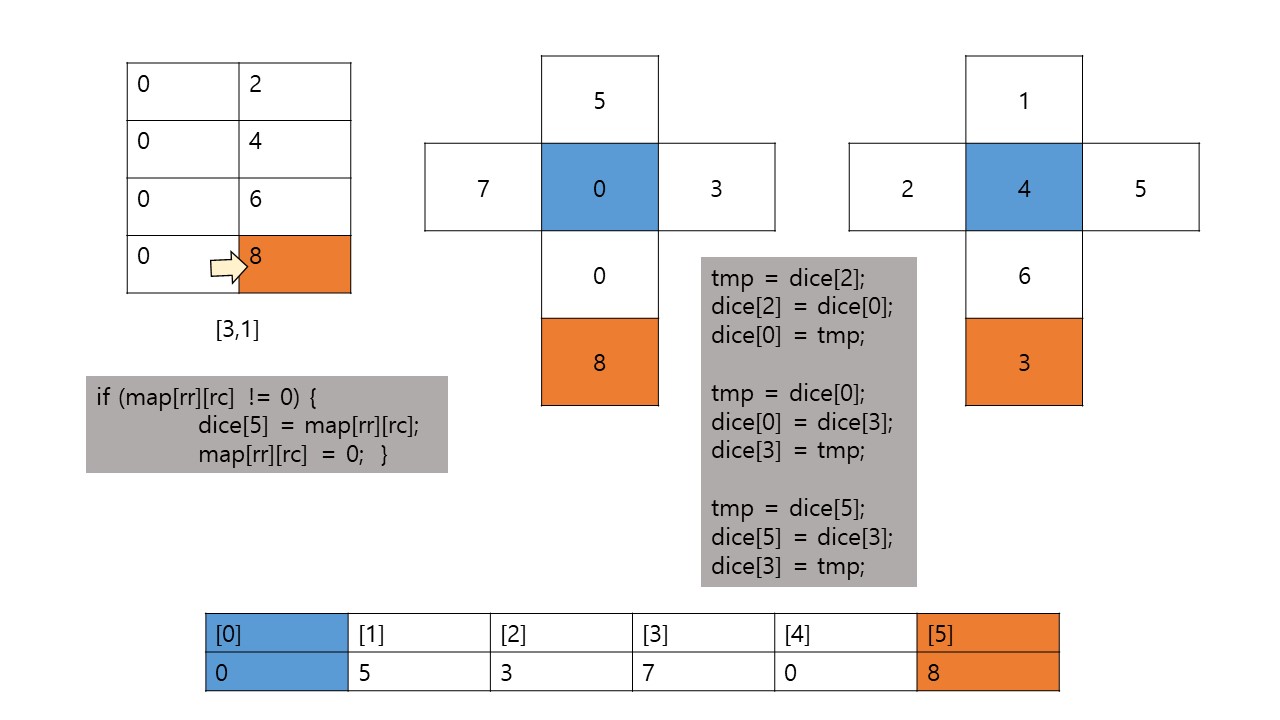 0 2
0 4
0 6
0 8
[3,1]
if (map[rr][rc] != 0) {
dice[5] = map[rr][rc];
map[rr][rc] = 0; }
5
7 0 3
0
8
1
2 4 5
6
3
tmp = dice[2];
dice[2] = dice[0];
dice[0] = tmp;
tmp = dice[0];
dice[0] = dice[3];
dice[3] = tmp;
tmp = dice[5];
dice[5] = dice[3];
dice[3] = tmp;
[0] [1] [2] [3] [4] [5]
0 5 3 7 0 8